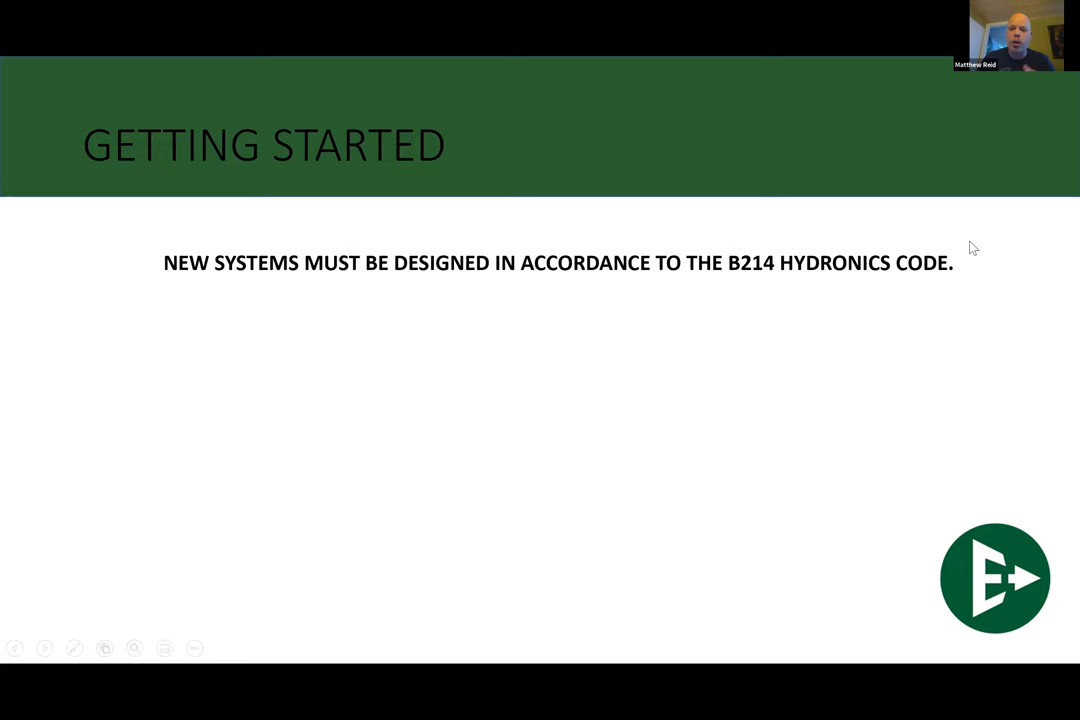 Matthew Reid
GETTING STARTED
NEW SYSTEMS MUST BE DESIGNED IN ACCORDANCE TO THE B214 HYDRONICS CODE.
E